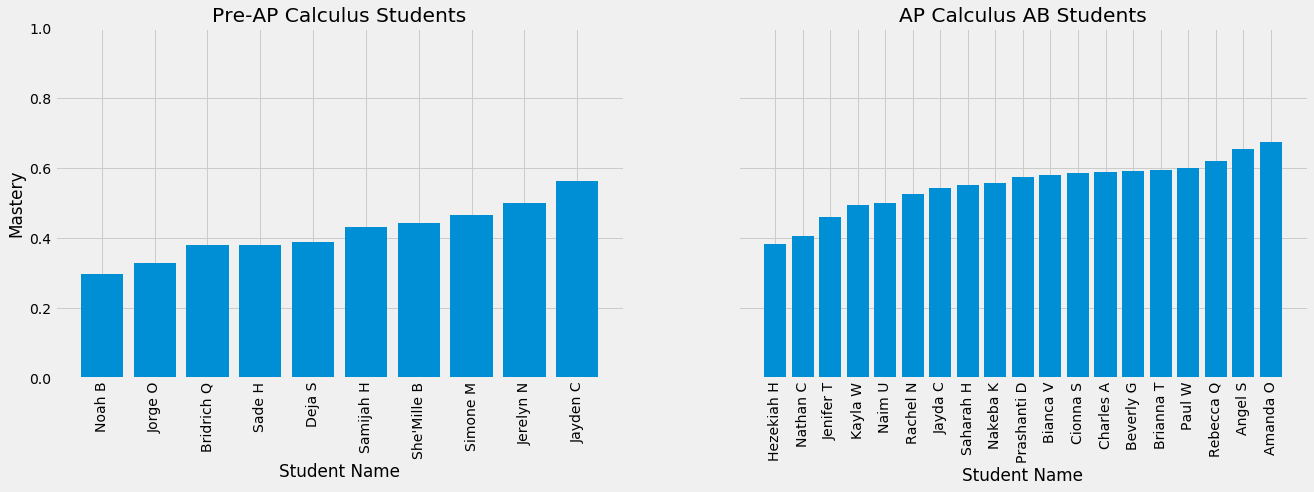 Pre-AP Calculus Students
AP Calculus AB Students
Mastery
1.0
0.8
0.6
0.4
0.2
0.0
Noah B
Jorge O
Bridrich Q
Sade H
Deja S
Samijah H
She'Mille B
Simone M
Jerelyn N
Jayden C
Student Name
Hezekiah H
Nathan C
Jenifer T
Kayla W
Naim U
Rachel N
Jayda C
Saharah H
Nakeba K
Prashanti D
Bianca V
Cionna S
Charles A
Beverly G
Brianna T
Paul W
Rebecca Q
Angel S
Amanda O
Student Name